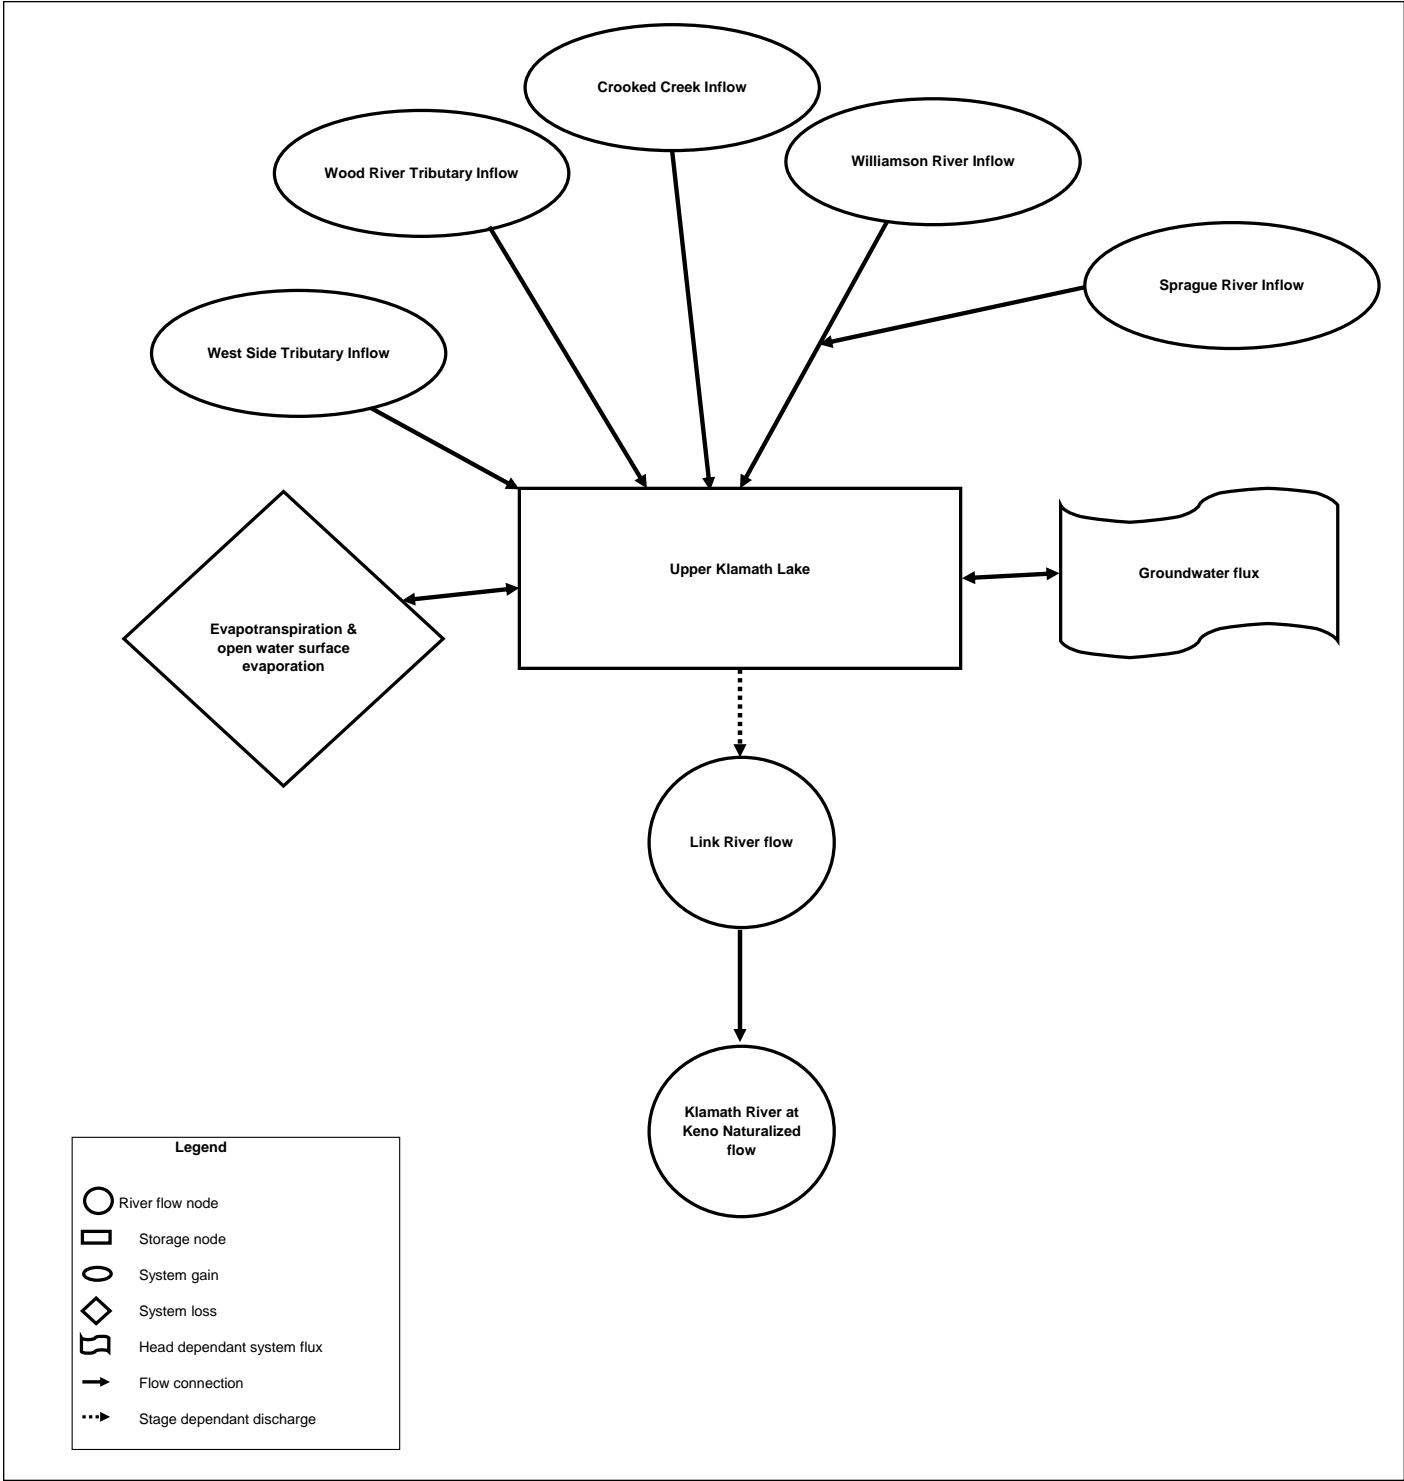 Crooked Creek Inflow
Williamson River Inflow
Wood River Tributary Inflow
Sprague River Inflow
West Side Tributary Inflow
Upper Klamath Lake
Groundwater flux
Evapotranspiration &
open water surface
evaporation
Link River flow
Klamath River at
Keno Naturalized
flow
Legend
River flow node
Storage node
System gain
System loss
Head dependant system flux
Flow connection
Stage dependant discharge